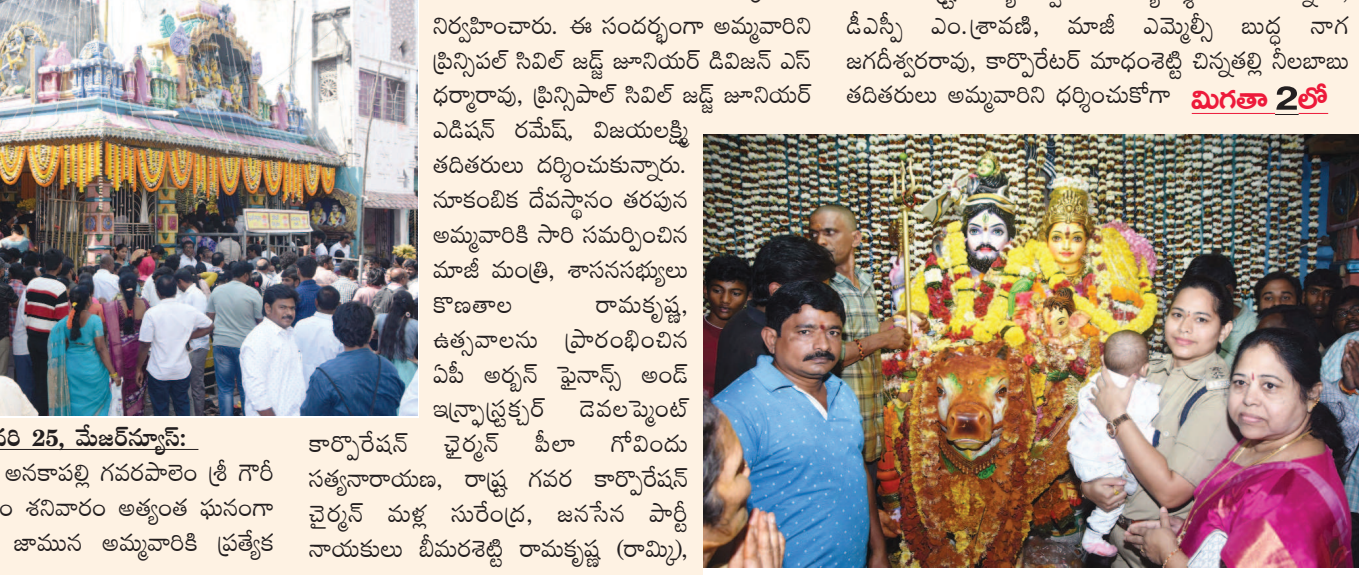 రి 25, మేజర్‌న్యూస్:
అనకాపల్లి గవరపాలెం శ్రీ గౌరీ
ం శనివారం అత్యంత ఘనంగా
జామున అమ్మవారికి ప్రత్యేక
నిర్వహించారు. ఈ సందర్భంగా అమ్మవారిని
ప్రిన్సిపల్ సివిల్ జడ్జ్ జూనియర్ డివిజన్ ఎస్
ధర్మారావు, ప్రిన్సిపాల్ సివిల్ జడ్జ్ జూనియర్
ఎడిషన్ రమేష్, విజయలక్ష్మి
తదితరులు దర్శించుకున్నారు.
నూకంబిక దేవస్థానం తరపున
అమ్మవారికి సారి సమర్పించిన
మాజీ మంత్రి, శాసనసభ్యులు
కొణతాల రామకృష్ణ,
ఉత్సవాలను ప్రారంభించిన
ఏపీ అర్బన్ ఫైనాన్స్ అండ్
ఇన్ఫ్రాస్ట్రక్చర్ డెవలప్మెంట్
కార్పొరేషన్ ఛైర్మన్ పీలా గోవిందు
సత్యనారాయణ, రాష్ట్ర గవర కార్పొరేషన్
చైర్మన్ మళ్ల సురేంద్ర, జనసేన పార్టీ
నాయకులు బీమరశెట్టి రామకృష్ణ (రామ్కి),
డీఎస్పీ ఎం.శ్రావణి, మాజీ ఎమ్మెల్సీ బుద్ధ నాగ
జగదీశ్వరరావు, కార్పొరేటర్ మాధంశెట్టి చిన్నతల్లి నీలబాబు
తదితరులు అమ్మవారిని ధర్శించుకోగా మిగతా 2లో